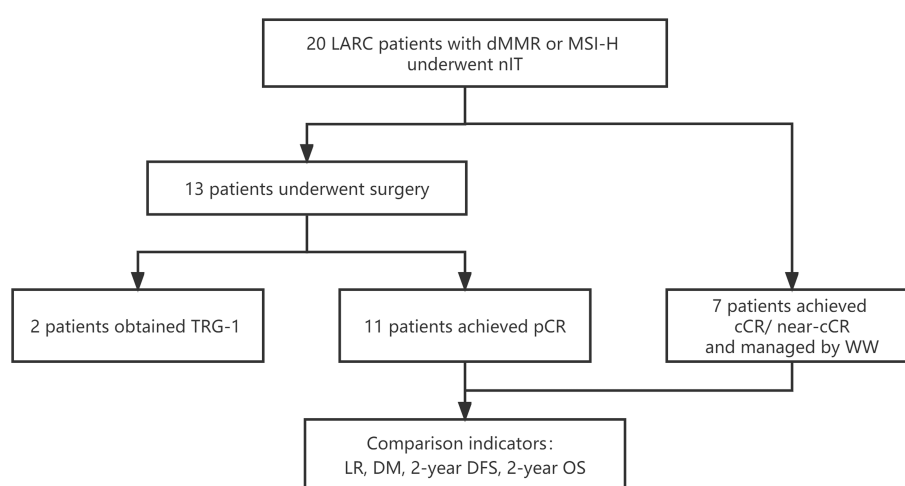 20 LARC patients with dMMR or MSI-H
underwent nIT
13 patients underwent surgery
2 patients obtained TRG-1
11 patients achieved pCR
7 patients achieved
cCR/ near-cCR
and managed by WW
Comparison indicators：
LR, DM, 2-year DFS, 2-year OS